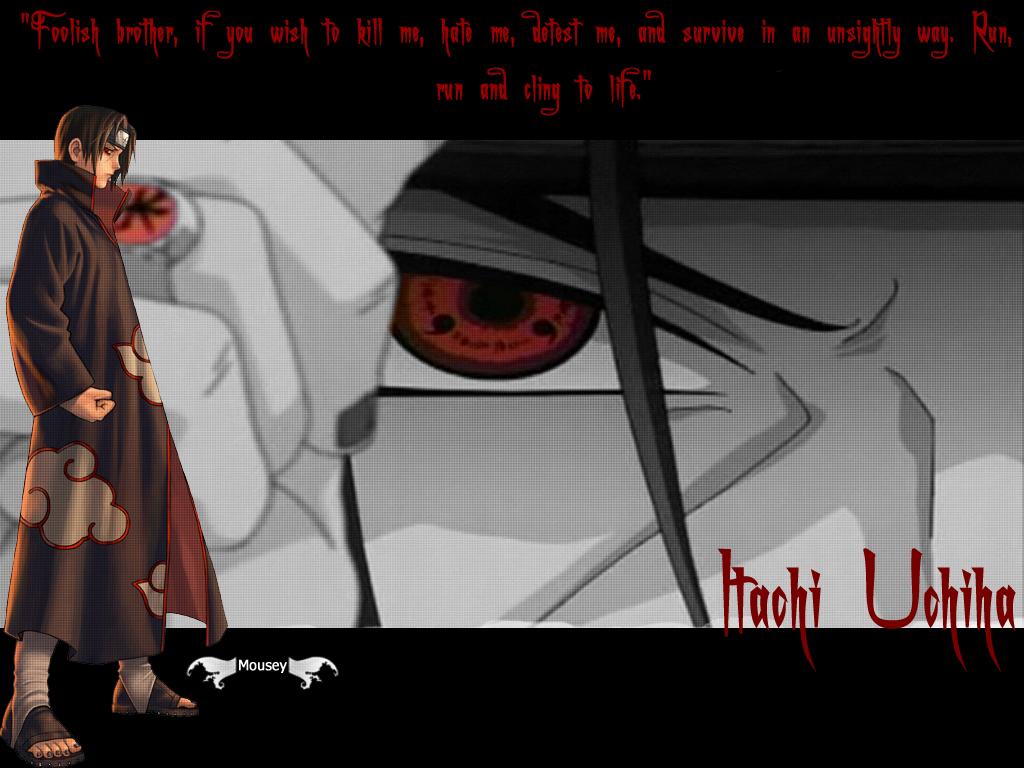 "Foolish brother, if you wish to kill me, hate me, detest me, and survive in an unsightly way. Run,
run and cling to life."
Itachi Uchiha
Mousey